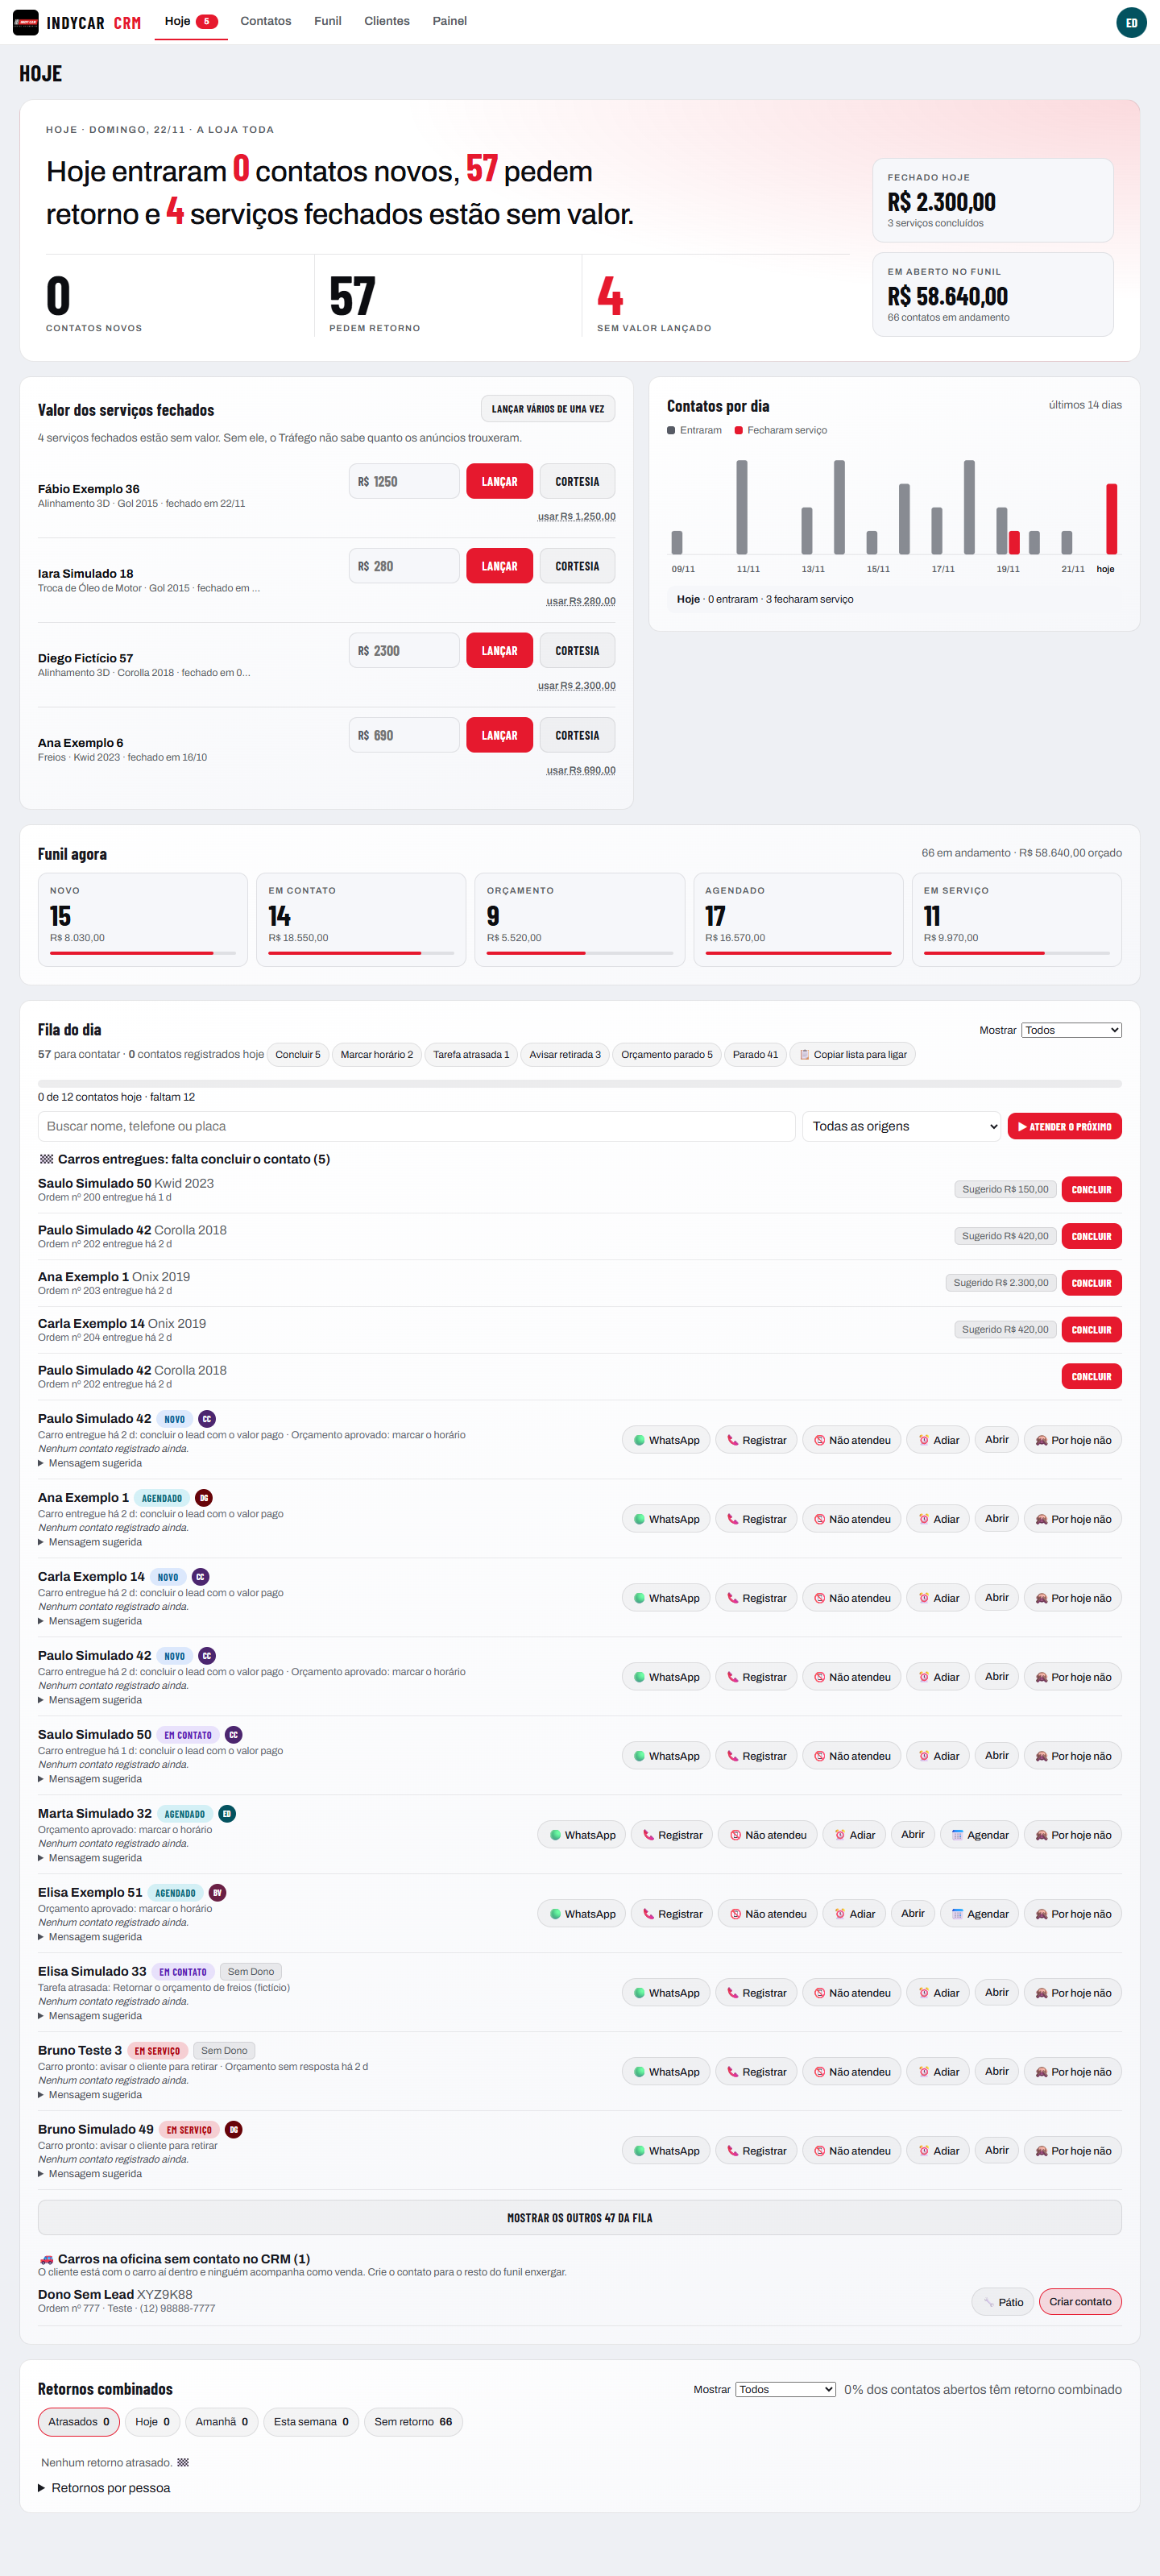 INDYCAR CRM Hoje 5 Contatos Funil Clientes Painel ED
HOJE
HOJE · DOMINGO, 22/11 · A LOJA TODA
Hoje entraram 0 contatos novos, 57 pedem
retorno e 4 serviços fechados estão sem valor.
0
CONTATOS NOVOS
57
PEDEM RETORNO
4
SEM VALOR LANÇADO
FECHADO HOJE
R$ 2.300,00
3 serviços concluídos
EM ABERTO NO FUNIL
R$ 58.640,00
66 contatos em andamento
Valor dos serviços fechados LANÇAR VÁRIOS DE UMA VEZ
4 serviços fechados estão sem valor. Sem ele, o Tráfego não sabe quanto os anúncios trouxeram.
Fábio Exemplo 36
Alinhamento 3D · Gol 2015 · fechado em 22/11
R$ 1250 LANÇAR CORTESIA
usar R$ 1.250,00
Iara Simulado 18
Troca de Óleo de Motor · Gol 2015 · fechado em ...
R$ 280 LANÇAR CORTESIA
usar R$ 280,00
Diego Fictício 57
Alinhamento 3D · Corolla 2018 · fechado em 0...
R$ 2300 LANÇAR CORTESIA
usar R$ 2.300,00
Ana Exemplo 6
Freios · Kwid 2023 · fechado em 16/10
R$ 690 LANÇAR CORTESIA
usar R$ 690,00
Contatos por dia últimos 14 dias
Entraram Fecharam serviço
09/11 11/11 13/11 15/11 17/11 19/11 21/11 hoje
Hoje · 0 entraram · 3 fecharam serviço
Funil agora 66 em andamento · R$ 58.640,00 orçado
NOVO
15
R$ 8.030,00
EM CONTATO
14
R$ 18.550,00
ORÇAMENTO
9
R$ 5.520,00
AGENDADO
17
R$ 16.570,00
EM SERVIÇO
11
R$ 9.970,00
Fila do dia Mostrar Todos
57 para contatar · 0 contatos registrados hoje Concluir 5 Marcar horário 2 Tarefa atrasada 1 Avisar retirada 3 Orçamento parado 5 Parado 41 Copiar lista para ligar
0 de 12 contatos hoje · faltam 12
Buscar nome, telefone ou placa Todas as origens ▶ ATENDER O PRÓXIMO
Carros entregues: falta concluir o contato (5)
Saulo Simulado 50 Kwid 2023
Ordem nº 200 entregue há 1 d
Sugerido R$ 150,00 CONCLUIR
Paulo Simulado 42 Corolla 2018
Ordem nº 202 entregue há 2 d
Sugerido R$ 420,00 CONCLUIR
Ana Exemplo 1 Onix 2019
Ordem nº 203 entregue há 2 d
Sugerido R$ 2.300,00 CONCLUIR
Carla Exemplo 14 Onix 2019
Ordem nº 204 entregue há 2 d
Sugerido R$ 420,00 CONCLUIR
Paulo Simulado 42 Corolla 2018
Ordem nº 202 entregue há 2 d
CONCLUIR
Paulo Simulado 42 NOVO CC
Carro entregue há 2 d: concluir o lead com o valor pago · Orçamento aprovado: marcar o horário
Nenhum contato registrado ainda.
▶ Mensagem sugerida
WhatsApp Registrar Não atendeu Adiar Abrir Por hoje não
Ana Exemplo 1 AGENDADO DG
Carro entregue há 2 d: concluir o lead com o valor pago
Nenhum contato registrado ainda.
▶ Mensagem sugerida
WhatsApp Registrar Não atendeu Adiar Abrir Por hoje não
Carla Exemplo 14 NOVO CC
Carro entregue há 2 d: concluir o lead com o valor pago
Nenhum contato registrado ainda.
▶ Mensagem sugerida
WhatsApp Registrar Não atendeu Adiar Abrir Por hoje não
Paulo Simulado 42 NOVO CC
Carro entregue há 2 d: concluir o lead com o valor pago · Orçamento aprovado: marcar o horário
Nenhum contato registrado ainda.
▶ Mensagem sugerida
WhatsApp Registrar Não atendeu Adiar Abrir Por hoje não
Saulo Simulado 50 EM CONTATO CC
Carro entregue há 1 d: concluir o lead com o valor pago
Nenhum contato registrado ainda.
▶ Mensagem sugerida
WhatsApp Registrar Não atendeu Adiar Abrir Por hoje não
Marta Simulado 32 AGENDADO ED
Orçamento aprovado: marcar o horário
Nenhum contato registrado ainda.
▶ Mensagem sugerida
WhatsApp Registrar Não atendeu Adiar Abrir Agendar Por hoje não
Elisa Exemplo 51 AGENDADO BV
Orçamento aprovado: marcar o horário
Nenhum contato registrado ainda.
▶ Mensagem sugerida
WhatsApp Registrar Não atendeu Adiar Abrir Agendar Por hoje não
Elisa Simulado 33 EM CONTATO Sem Dono
Tarefa atrasada: Retornar o orçamento de freios (fictício)
Nenhum contato registrado ainda.
▶ Mensagem sugerida
WhatsApp Registrar Não atendeu Adiar Abrir Por hoje não
Bruno Teste 3 EM SERVIÇO Sem Dono
Carro pronto: avisar o cliente para retirar · Orçamento sem resposta há 2 d
Nenhum contato registrado ainda.
▶ Mensagem sugerida
WhatsApp Registrar Não atendeu Adiar Abrir Por hoje não
Bruno Simulado 49 EM SERVIÇO DG
Carro pronto: avisar o cliente para retirar
Nenhum contato registrado ainda.
▶ Mensagem sugerida
WhatsApp Registrar Não atendeu Adiar Abrir Por hoje não
MOSTRAR OS OUTROS 47 DA FILA
Carros na oficina sem contato no CRM (1)
O cliente está com o carro aí dentro e ninguém acompanha como venda. Crie o contato para o resto do funil enxergar.
Dono Sem Lead XYZ9K88
Ordem nº 777 · Teste · (12) 98888-7777
Pátio Criar contato
Retornos combinados Mostrar Todos 0% dos contatos abertos têm retorno combinado
Atrasados 0 Hoje 0 Amanhã 0 Esta semana 0 Sem retorno 66
Nenhum retorno atrasado.
▶ Retornos por pessoa